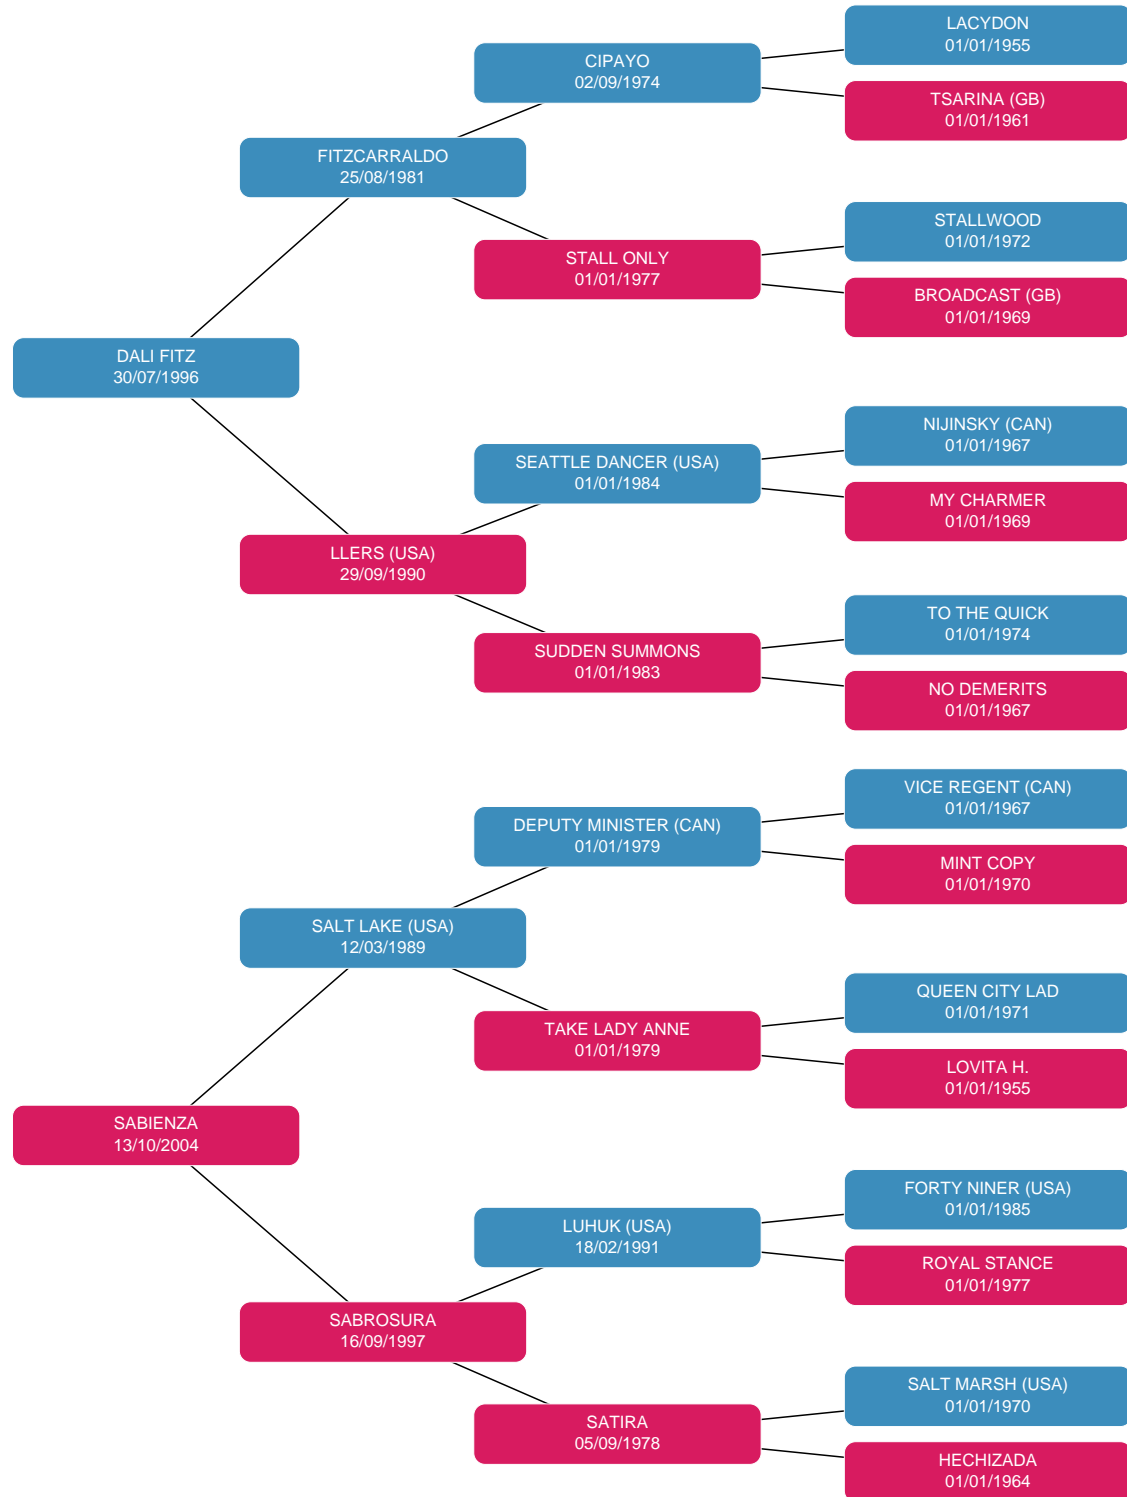 LACYDON
01/01/1955
CIPAYO
02/09/1974
TSARINA (GB)
01/01/1961
FITZCARRALDO
25/08/1981
STALLWOOD
01/01/1972
STALL ONLY
01/01/1977
BROADCAST (GB)
01/01/1969
DALI FITZ
30/07/1996
NIJINSKY (CAN)
01/01/1967
SEATTLE DANCER (USA)
01/01/1984
MY CHARMER
01/01/1969
LLERS (USA)
29/09/1990
TO THE QUICK
01/01/1974
SUDDEN SUMMONS
01/01/1983
NO DEMERITS
01/01/1967
VICE REGENT (CAN)
01/01/1967
DEPUTY MINISTER (CAN)
01/01/1979
MINT COPY
01/01/1970
SALT LAKE (USA)
12/03/1989
QUEEN CITY LAD
01/01/1971
TAKE LADY ANNE
01/01/1979
LOVITA H.
01/01/1955
SABIENZA
13/10/2004
FORTY NINER (USA)
01/01/1985
LUHUK (USA)
18/02/1991
ROYAL STANCE
01/01/1977
SABROSURA
16/09/1997
SALT MARSH (USA)
01/01/1970
SATIRA
05/09/1978
HECHIZADA
01/01/1964